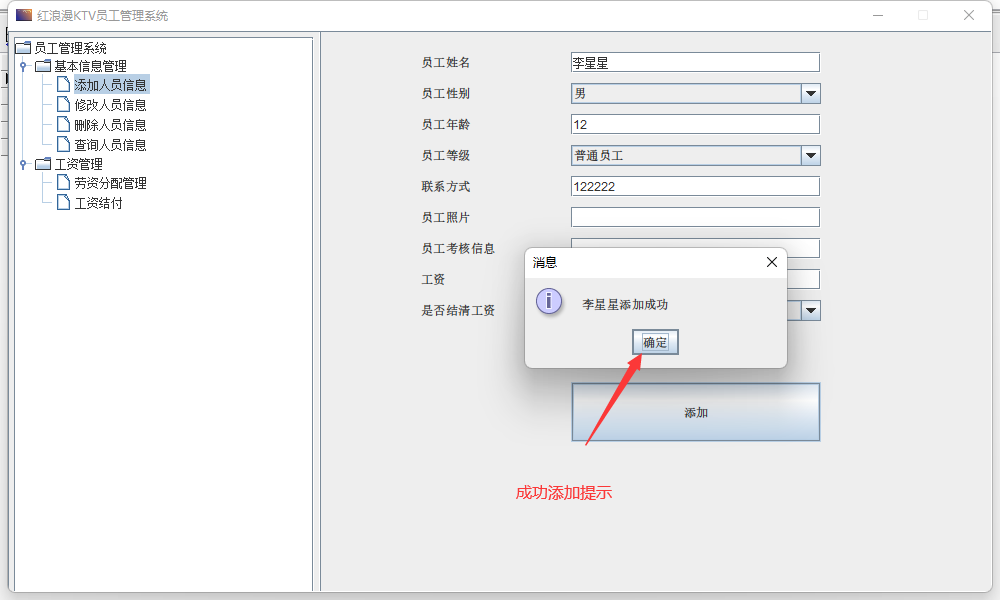 红浪漫KTV员工管理系统
员工管理系统
基本信息管理
添加人员信息
修改人员信息
删除人员信息
查询人员信息
工资管理
劳资分配管理
工资结付
员工姓名 李星星
员工性别 男
员工年龄 12
员工等级 普通员工
联系方式 122222
员工照片
员工考核信息
工资
是否结清工资
消息
李星星添加成功
确定
添加
成功添加提示